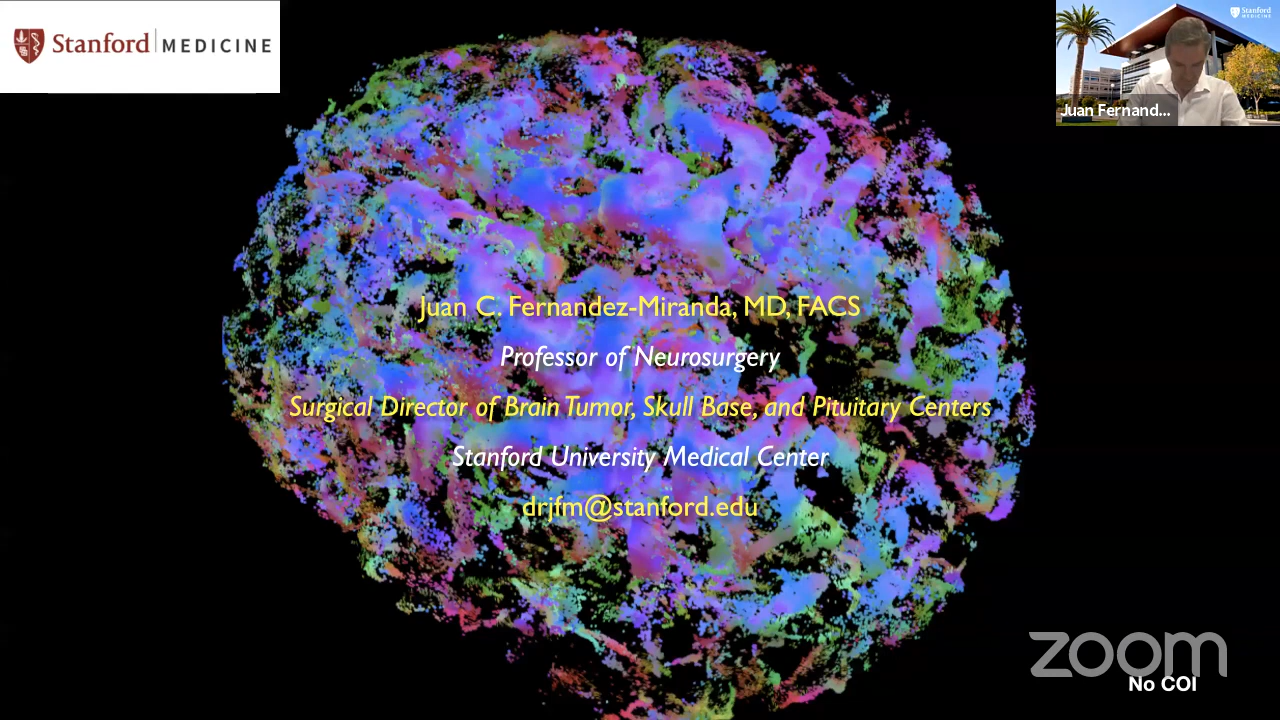 Stanford MEDICINE
Stanford
MEDICINE
Juan Fernand...
Juan C. Fernandez-Miranda, MD, FACS
Professor of Neurosurgery
Surgical Director of Brain Tumor, Skull Base, and Pituitary Centers
Stanford University Medical Center
drjfm@stanford.edu
zoom
No COI